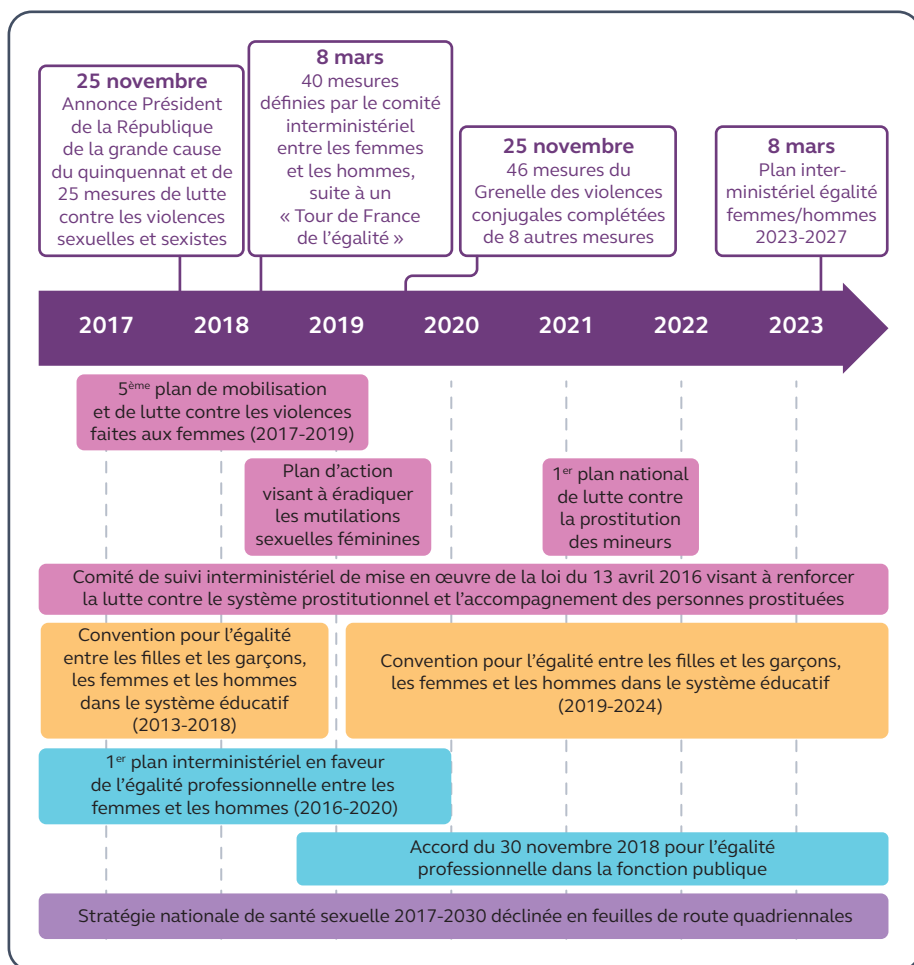 25 novembre
Annonce Président
de la République
de la grande cause
du quinquennat et de
25 mesures de lutte
contre les violences
sexuelles et sexistes
8 mars
40 mesures
définies par le comité
interministériel
entre les femmes
et les hommes,
suite à un
« Tour de France
de l'égalité »
25 novembre
46 mesures du
Grenelle des violences
conjugales complétées
de 8 autres mesures
8 mars
Plan inter-
ministériel égalité
femmes/hommes
2023-2027
2017 2018 2019 2020 2021 2022 2023
5ème plan de mobilisation
et de lutte contre les violences
faites aux femmes (2017-2019)
Plan d'action
visant à éradiquer
les mutilations
sexuelles féminines
1er plan national
de lutte contre
la prostitution
des mineurs
Comité de suivi interministériel de mise en œuvre de la loi du 13 avril 2016 visant à renforcer
la lutte contre le système prostitutionnel et l'accompagnement des personnes prostituées
Convention pour l'égalité
entre les filles et les garçons,
les femmes et les hommes
dans le système éducatif
(2013-2018)
Convention pour l'égalité entre les filles et les garçons,
les femmes et les hommes dans le système éducatif
(2019-2024)
1er plan interministériel en faveur
de l'égalité professionnelle entre les
femmes et les hommes (2016-2020)
Accord du 30 novembre 2018 pour l'égalité
professionnelle dans la fonction publique
Stratégie nationale de santé sexuelle 2017-2030 déclinée en feuilles de route quadriennales